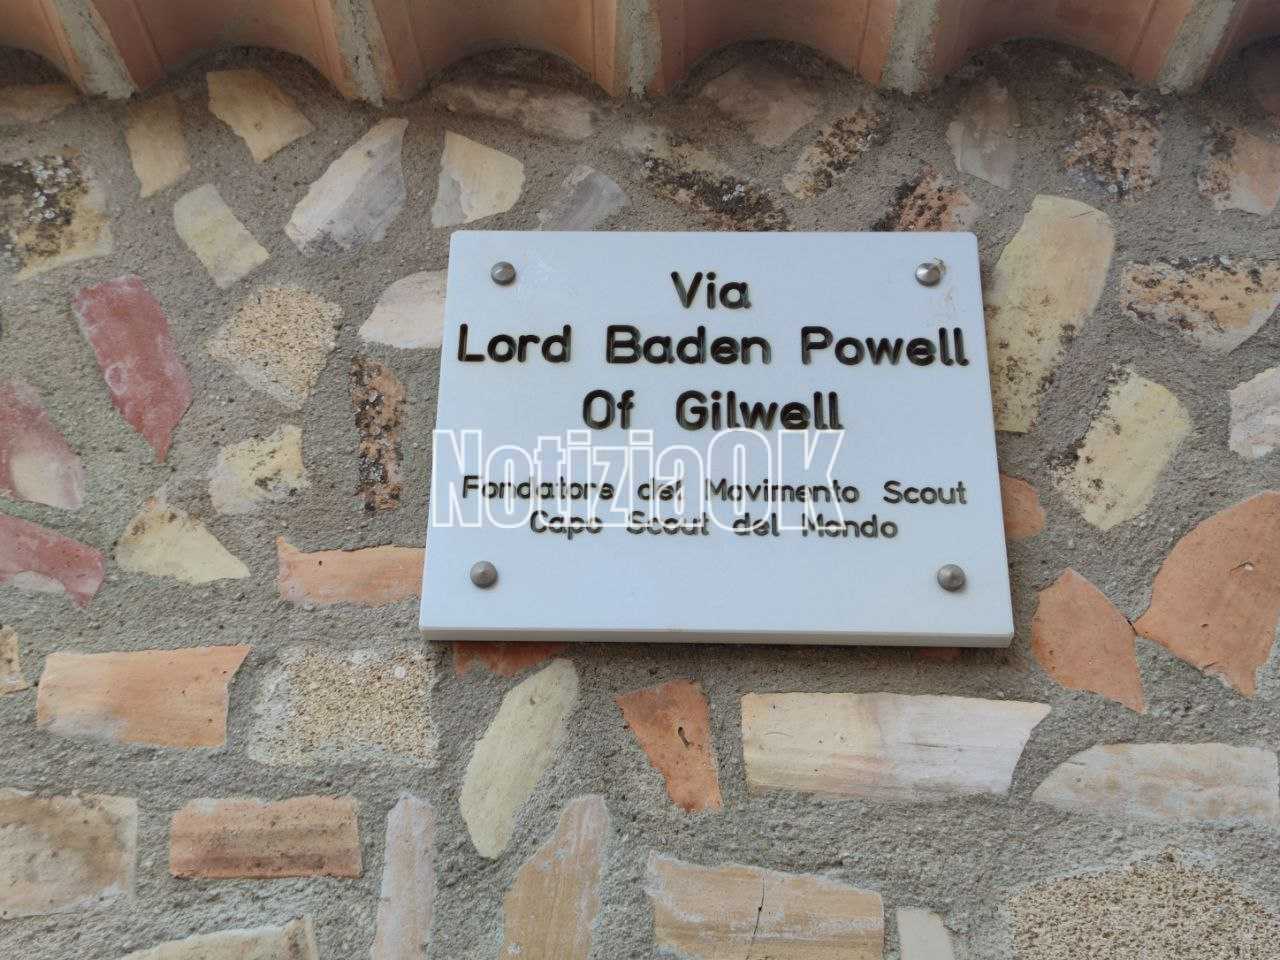 Via
Lord Baden Powell
Of Gilwell
NotiziaOK
Fondatore del Movimento Scout
Capo Scout del Mondo